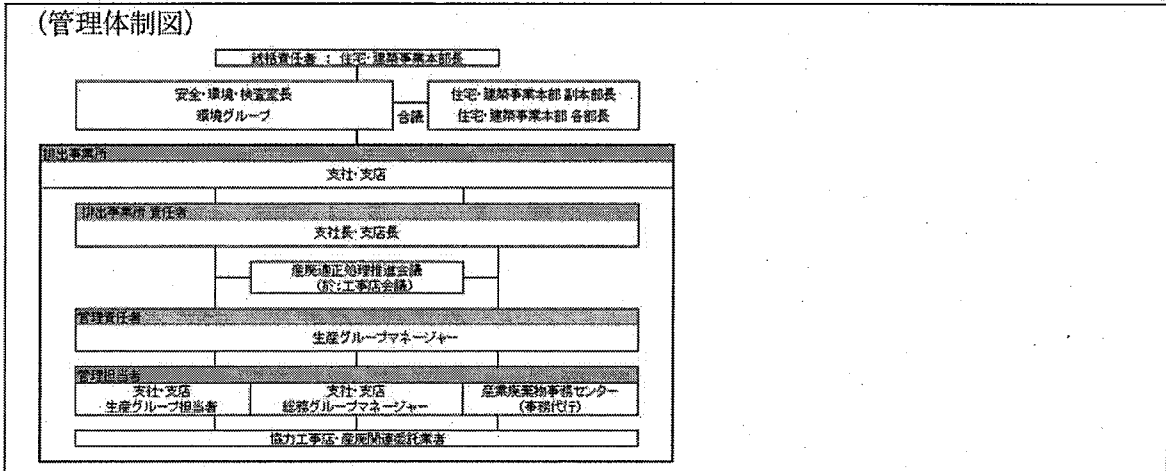 (管理体制図)
統括責任者 : 住宅・建築事業本部長
安全・環境・検査室長
環境グループ
合議
住宅・建築事業本部 副本部長
住宅・建築事業本部 各部長
排出事業所
支社・支店
排出事業所 責任者
支社長・支店長
産廃適正処理推進会議
(於:工事店会議)
管理責任者
生産グループマネージャー
管理担当者
支社・支店
生産グループ担当者
支社・支店
総務グループマネージャー
産業廃棄物事務センター
(事務代行)
協力工事店・産廃関連委託業者